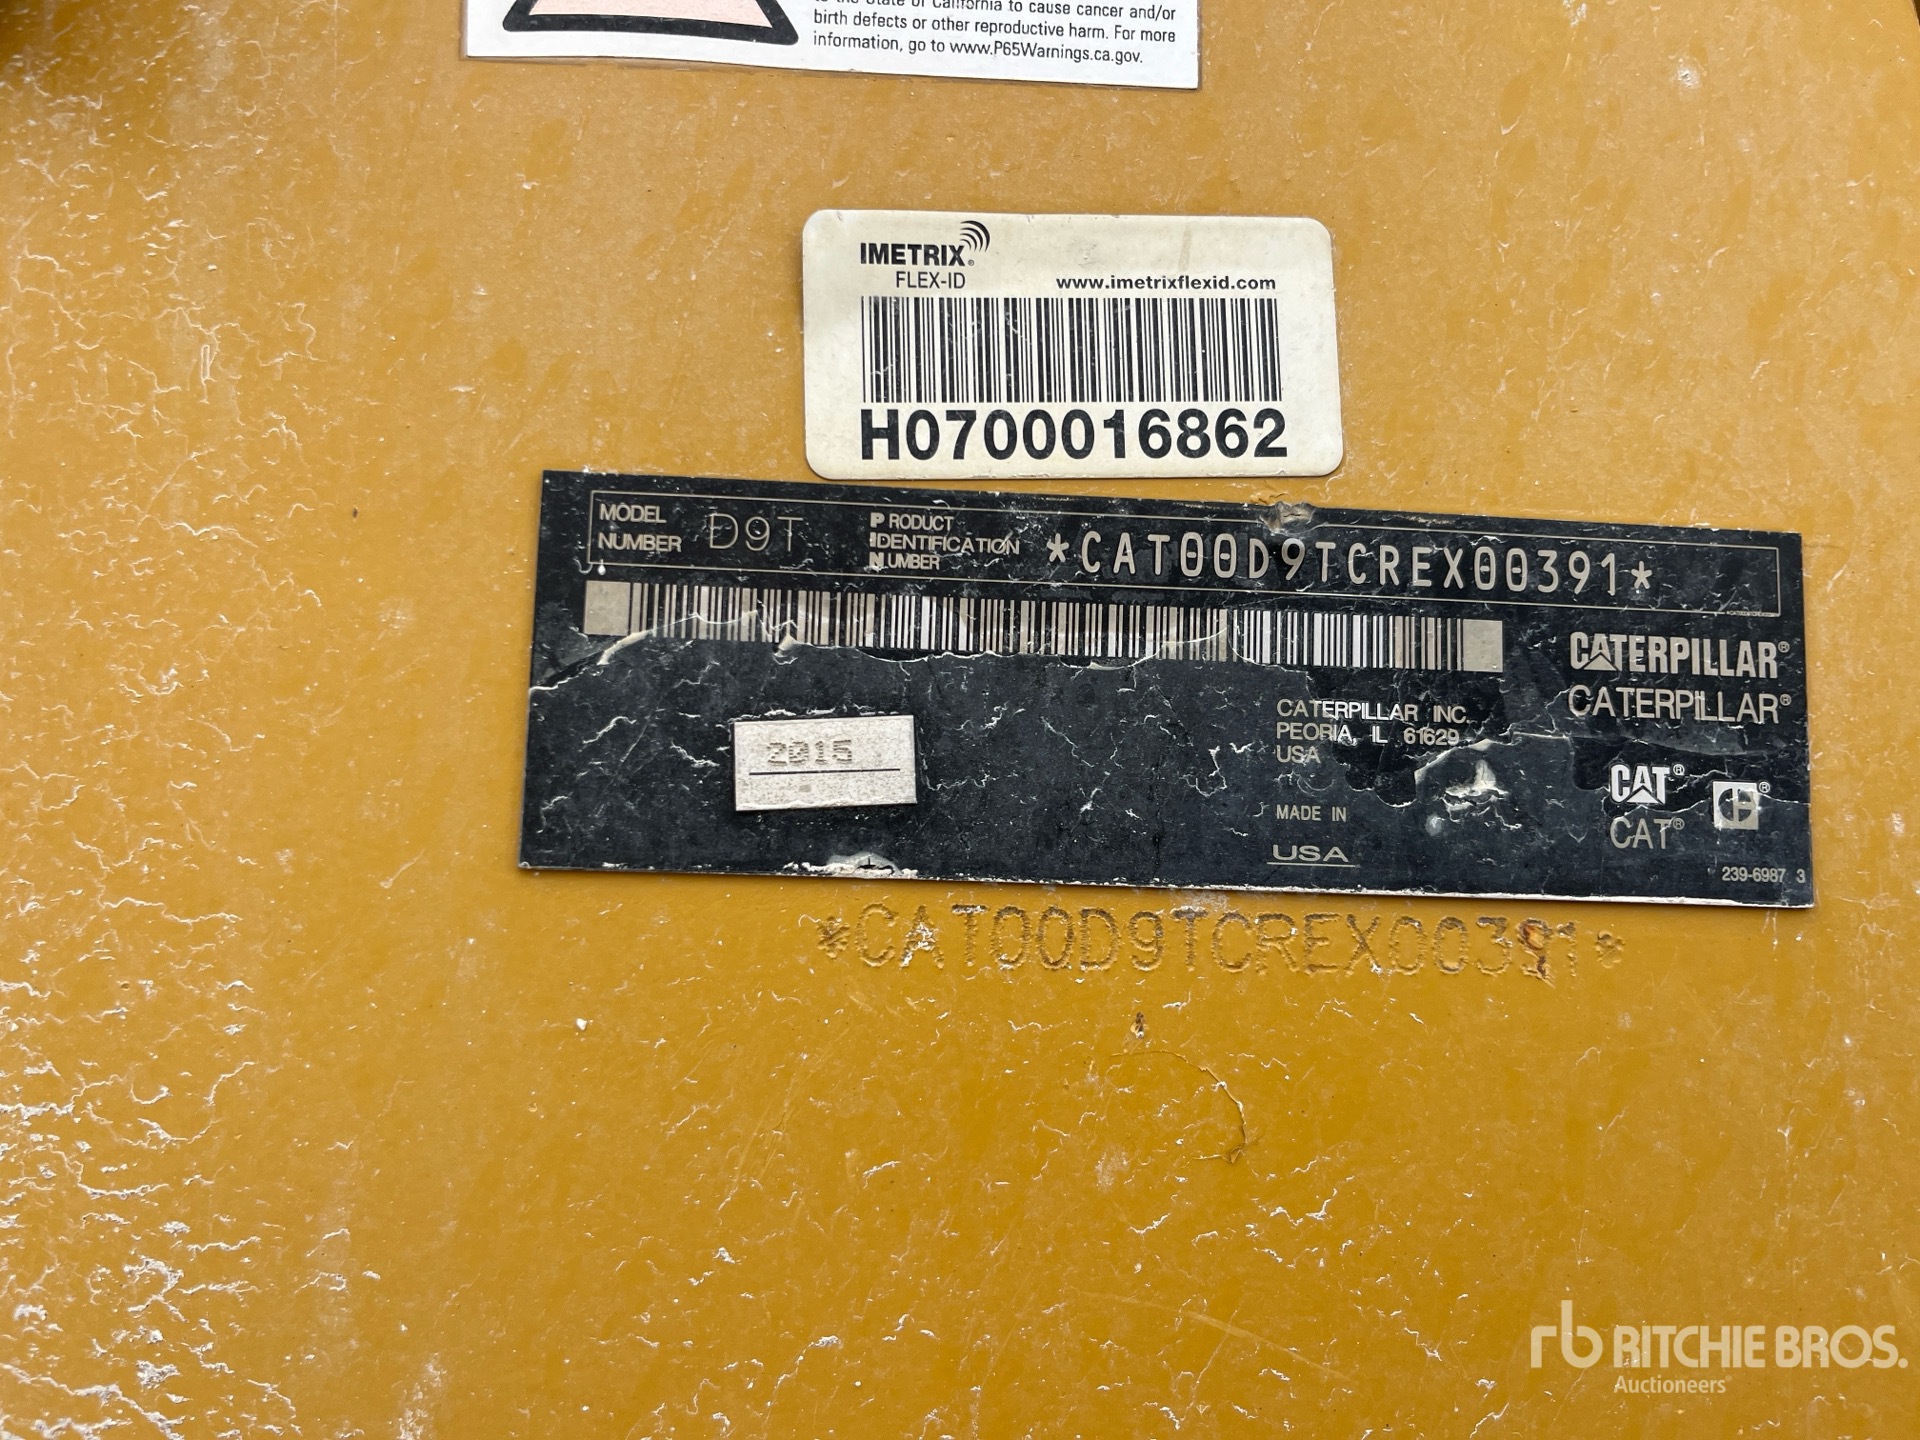 to the State of California to cause cancer and/or
birth defects or other reproductive harm. For more
information, go to www.P65Warnings.ca.gov.
IMETRIX®
FLEX-ID
www.imetrixflexid.com
H0700016862
MODEL
NUMBER
D9T
PRODUCT
IDENTIFICATION
NUMBER
*CAT00D9TCREX00391*
CATERPILLAR®
CATERPILLAR®
2015
CATERPILLAR INC.
PEORIA, IL 61629
USA
MADE IN
USA
CAT®
CAT®
239-6987 3
*CAT00D9TCREX00391*
rb RITCHIE BROS.
Auctioneers